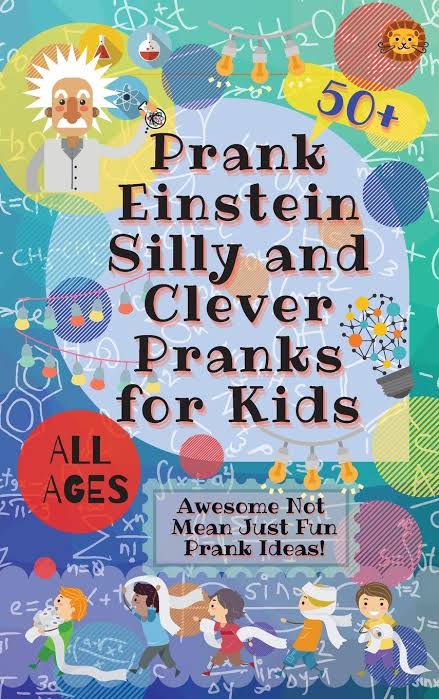 50+
Prank
Einstein
Silly and
Clever
Pranks
for Kids
ALL
AGES
Awesome Not
Mean Just Fun
Prank Ideas!